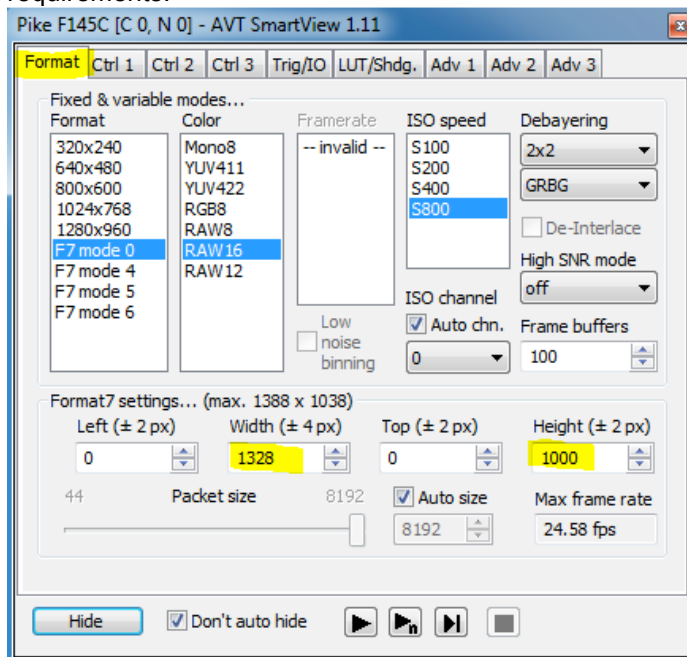 requirements.
Pike F145C [C 0, N 0] - AVT SmartView 1.11
Format Ctrl 1 Ctrl 2 Ctrl 3 Trig/IO LUT/Shdg. Adv 1 Adv 2 Adv 3
Fixed & variable modes...
Format Color Framerate ISO speed Debayering
320x240 Mono8 -- invalid -- S100 2x2
640x480 YUV411 S200
800x600 YUV422 S400 GRBG
1024x768 RGB8 S800
1280x960 RAW8 De-Interlace
F7 mode 0 RAW16
F7 mode 4 RAW12 High SNR mode
F7 mode 5 ISO channel off
F7 mode 6
Low noise binning Auto chn. Frame buffers
0 100
Format7 settings... (max. 1388 x 1038)
Left (± 2 px) Width (± 4 px) Top (± 2 px) Height (± 2 px)
0 1328 0 1000
44 Packet size 8192 Auto size Max frame rate
8192 24.58 fps
Hide Don't auto hide n